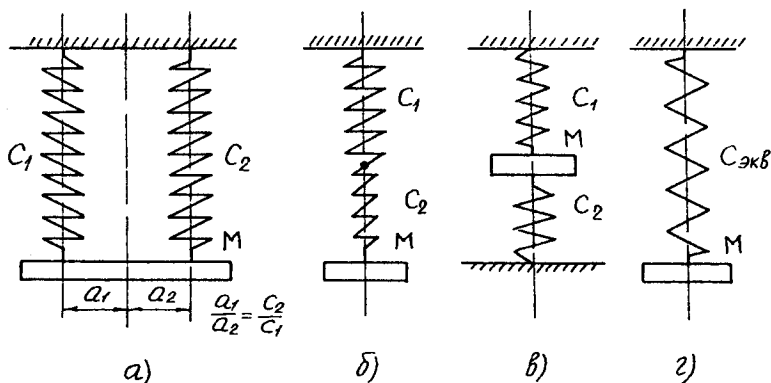 C₁ C₂ M
a₁ a₂
a₁/a₂ = C₂/C₁
а)
C₁
C₂
M
б)
C₁
M
C₂
в)
Cэкв
M
г)